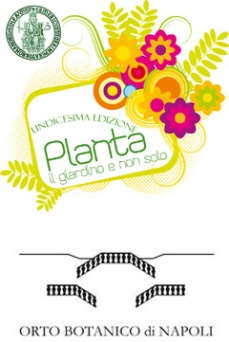 UNDICESIMA EDIZIONE
Planta
il giardino e non solo
ORTO BOTANICO di NAPOLI